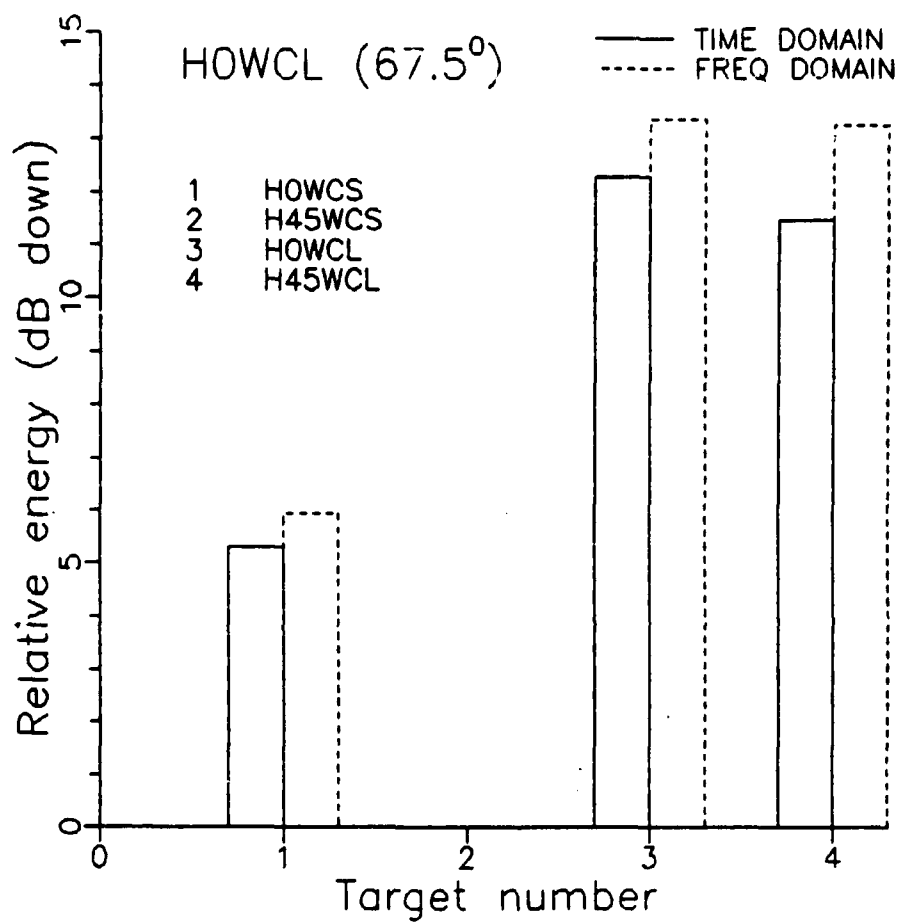 HOWCL (67.5⁰)
TIME DOMAIN
FREQ DOMAIN
1 HOWCS
2 H45WCS
3 HOWCL
4 H45WCL
Relative energy (dB down)
15
10
5
0
0 1 2 3 4
Target number